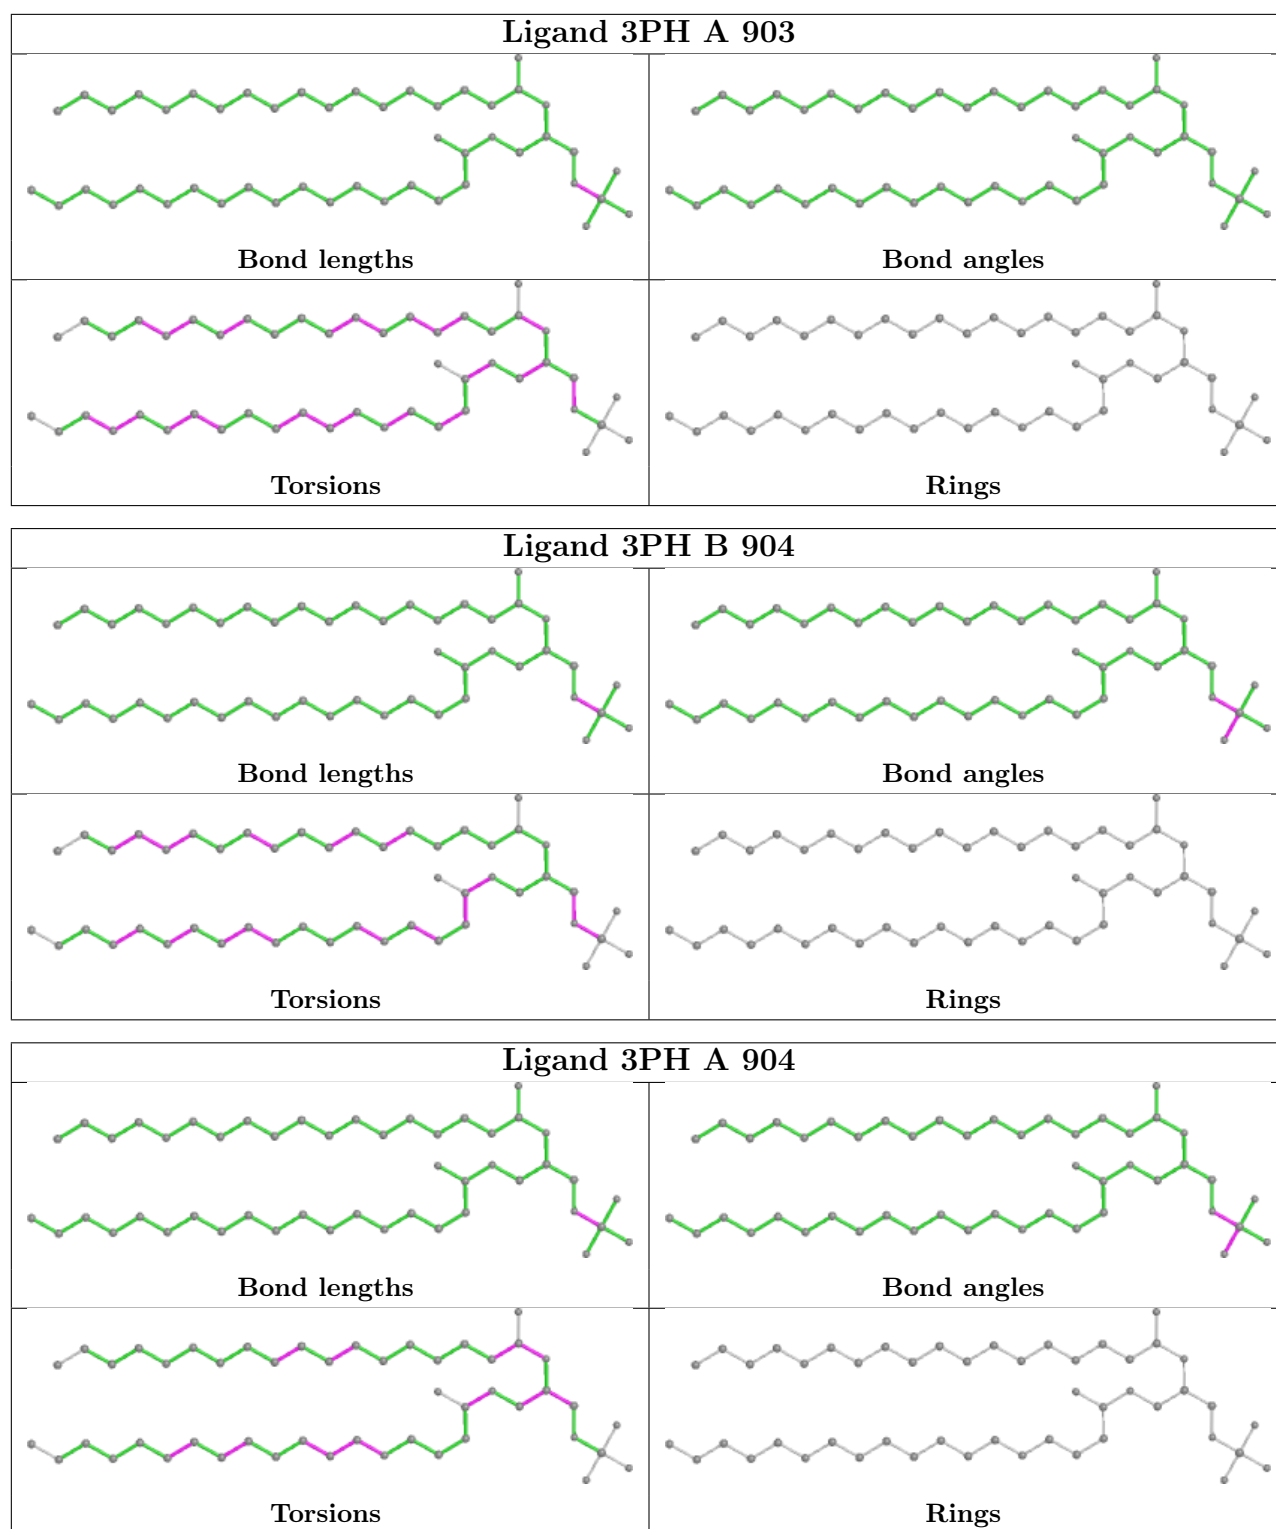 Ligand 3PH A 903
Bond lengths
Bond angles
Torsions
Rings
Ligand 3PH B 904
Bond lengths
Bond angles
Torsions
Rings
Ligand 3PH A 904
Bond lengths
Bond angles
Torsions
Rings